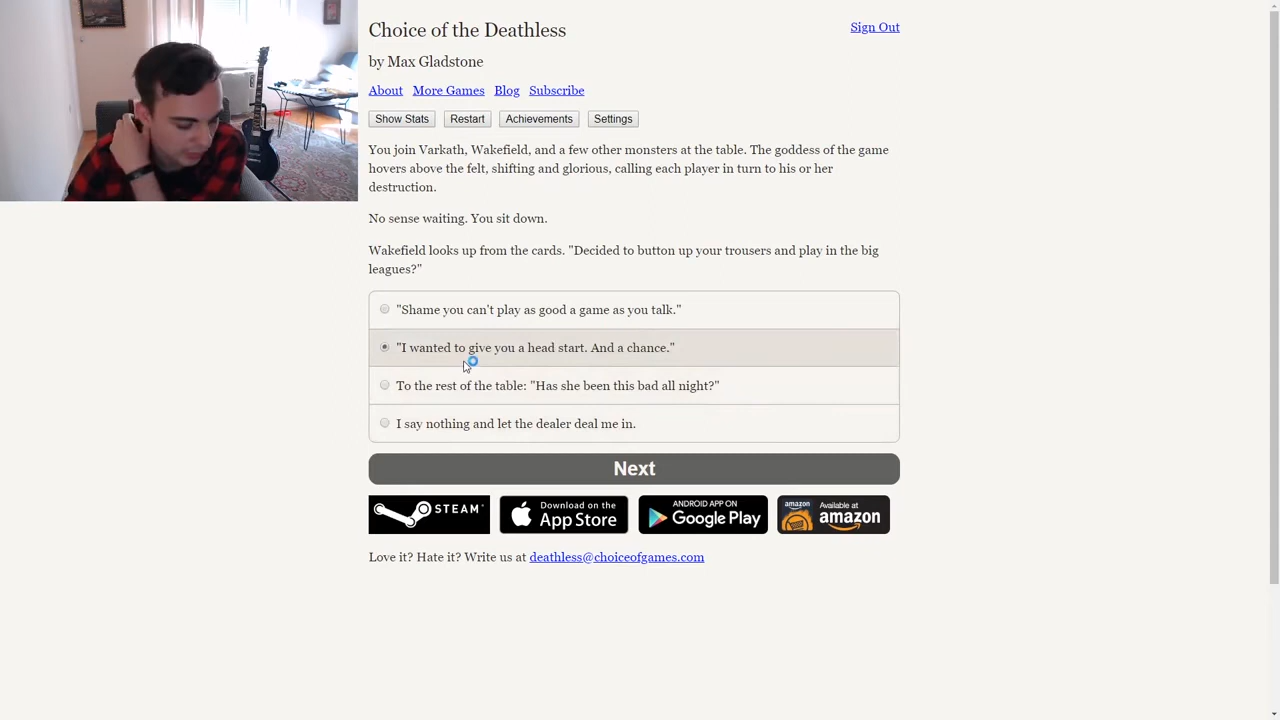 Choice of the Deathless
Sign Out
by Max Gladstone
About More Games Blog Subscribe
Show Stats Restart Achievements Settings
You join Varkath, Wakefield, and a few other monsters at the table. The goddess of the game
hovers above the felt, shifting and glorious, calling each player in turn to his or her
destruction.
No sense waiting. You sit down.
Wakefield looks up from the cards. "Decided to button up your trousers and play in the big
leagues?"
"Shame you can't play as good a game as you talk."
"I wanted to give you a head start. And a chance."
To the rest of the table: "Has she been this bad all night?"
I say nothing and let the dealer deal me in.
Next
STEAM
Download on the
App Store
ANDROID APP ON
Google Play
amazon
Available at
amazon
Love it? Hate it? Write us at deathless@choiceofgames.com